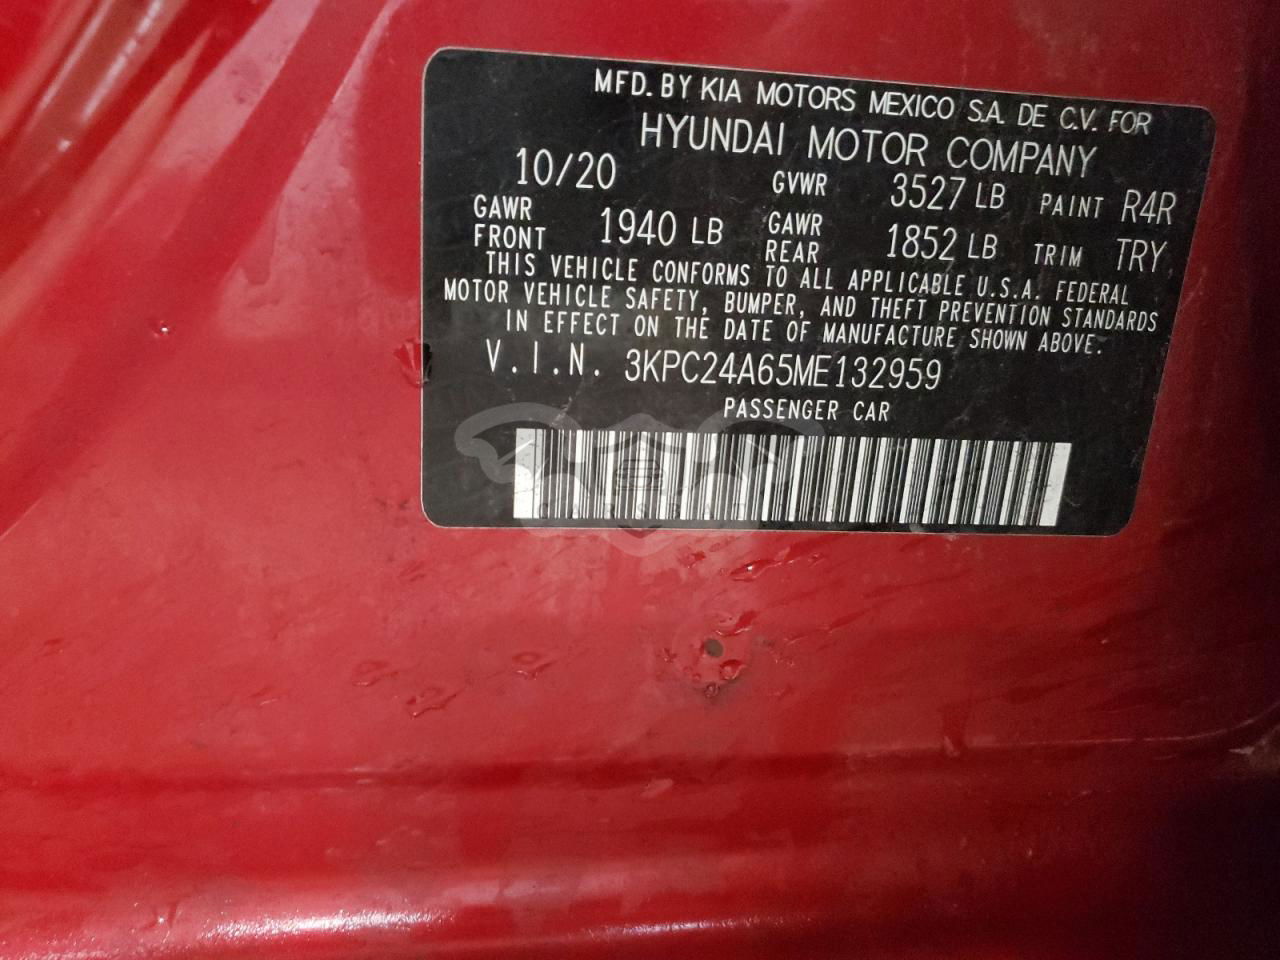 MFD. BY KIA MOTORS MEXICO S.A. DE C.V. FOR
HYUNDAI MOTOR COMPANY
10/20 GVWR 3527 LB PAINT R4R
GAWR FRONT 1940 LB GAWR REAR 1852 LB TRIM TRY
THIS VEHICLE CONFORMS TO ALL APPLICABLE U.S.A. FEDERAL
MOTOR VEHICLE SAFETY, BUMPER, AND THEFT PREVENTION STANDARDS
IN EFFECT ON THE DATE OF MANUFACTURE SHOWN ABOVE.
V.I.N. 3KPC24A65ME132959
PASSENGER CAR